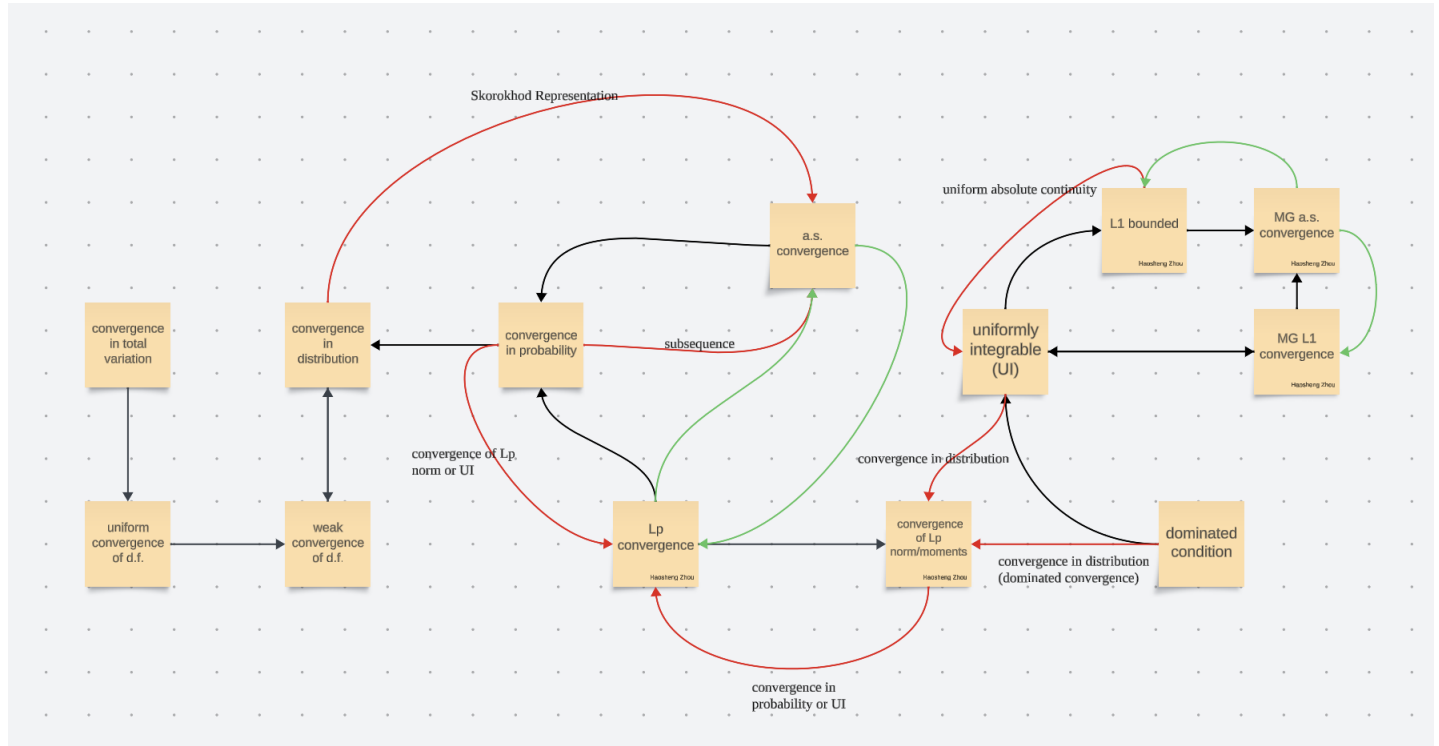 Skorokhod Representation
uniform absolute continuity
L1 bounded
Haosheng Zhou
MG a.s.
convergence
Haosheng Zhou
a.s.
convergence
convergence
in total
variation
convergence
in
distribution
convergence
in probability
subsequence
uniformly
integrable
(UI)
MG L1
convergence
Haosheng Zhou
convergence of Lp
norm or UI
convergence in distribution
uniform
convergence
of d.f.
weak
convergence
of d.f.
Lp
convergence
Haosheng Zhou
convergence
of Lp
norm/moments
Haosheng Zhou
dominated
condition
convergence in distribution
(dominated convergence)
convergence in
probability or UI